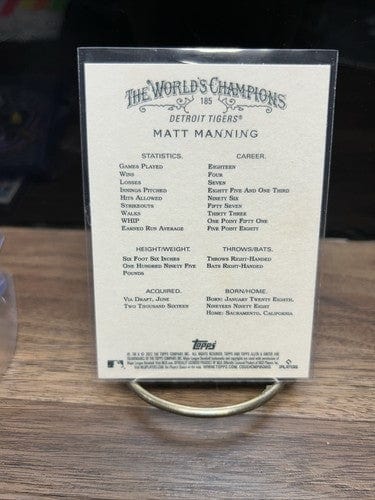 THE WORLD'S CHAMPIONS
185
DETROIT TIGERS®
MATT MANNING
STATISTICS. CAREER.
GAMES PLAYED EIGHTEEN
WINS FOUR
LOSSES SEVEN
INNINGS PITCHED EIGHTY FIVE AND ONE THIRD
HITS ALLOWED NINETY SIX
STRIKEOUTS FIFTY SEVEN
WALKS THIRTY THREE
WHIP ONE POINT FIFTY ONE
EARNED RUN AVERAGE FIVE POINT EIGHTY
HEIGHT/WEIGHT. THROWS/BATS.
SIX FOOT SIX INCHES THROWS RIGHT-HANDED
ONE HUNDRED NINETY FIVE BATS RIGHT-HANDED
POUNDS
ACQUIRED. BORN/HOME.
VIA DRAFT, JUNE BORN: JANUARY TWENTY EIGHTH,
TWO THOUSAND SIXTEEN NINETEEN NINETY EIGHT
HOME: SACRAMENTO, CALIFORNIA
Topps